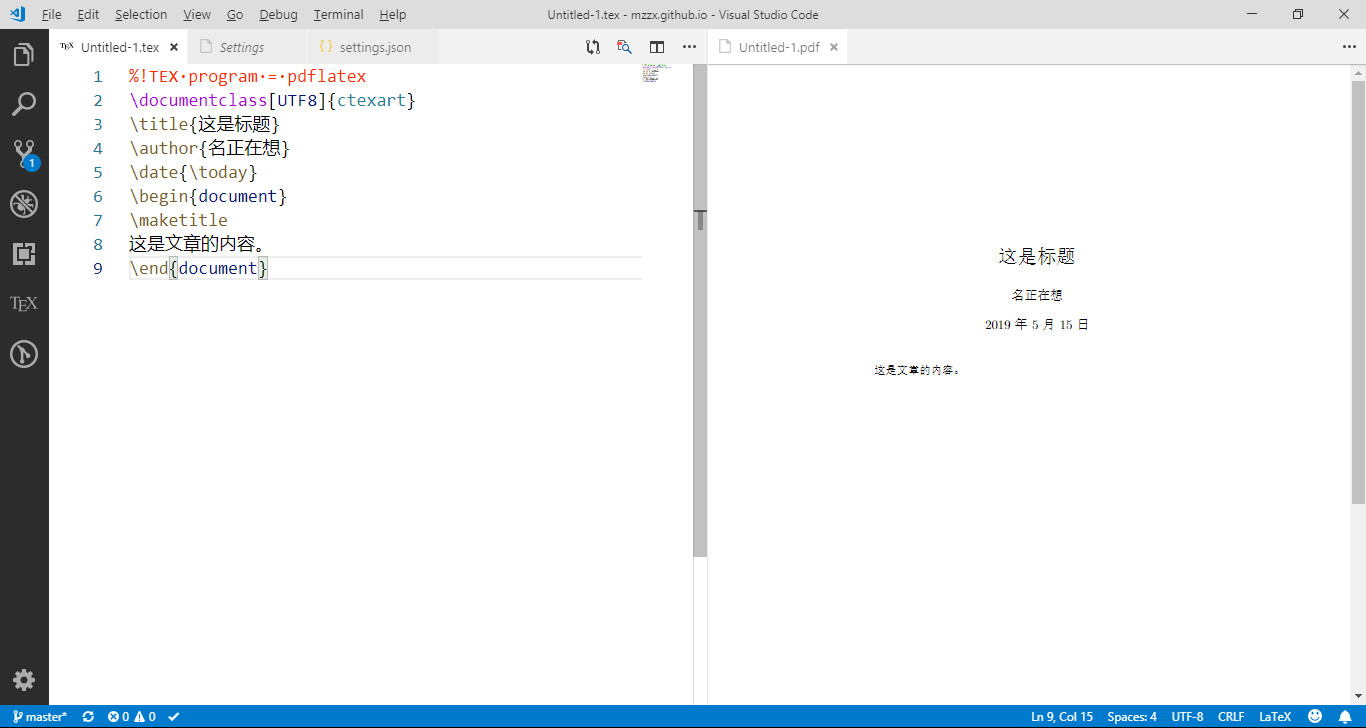 File Edit Selection View Go Debug Terminal Help Untitled-1.tex - mzzx.github.io - Visual Studio Code
TEX Untitled-1.tex × Settings {} settings.json ··· Untitled-1.pdf × ···
1 %!TEX·program·=·pdflatex
2 \documentclass[UTF8]{ctexart}
3 \title{这是标题}
4 \author{名正在想}
5 \date{\today}
6 \begin{document}
7 \maketitle
8 这是文章的内容。
9 \end{document}
1
TEX
这是标题
名正在想
2019 年 5 月 15 日
这是文章的内容。
master* 0 0 Ln 9, Col 15 Spaces: 4 UTF-8 CRLF LaTeX